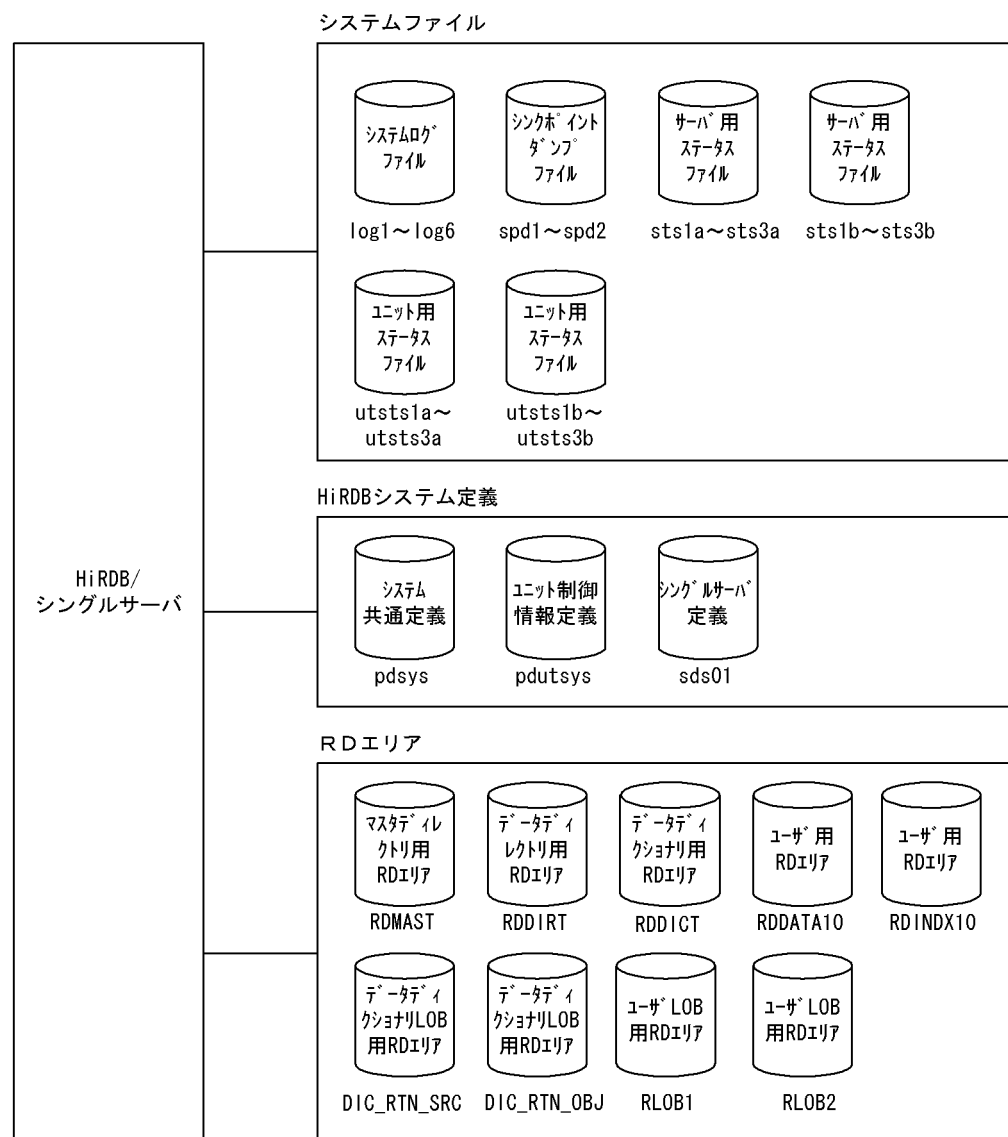 システムファイル
ｼｽﾃﾑﾛｸﾞ
ﾌｧｲﾙ
log1～log6
ｼﾝｸﾎﾟｲﾝﾄ
ﾀﾞﾝﾌﾟ
ﾌｧｲﾙ
spd1～spd2
ｻｰﾊﾞ用
ｽﾃｰﾀｽ
ﾌｧｲﾙ
sts1a～sts3a
ｻｰﾊﾞ用
ｽﾃｰﾀｽ
ﾌｧｲﾙ
sts1b～sts3b
ﾕﾆｯﾄ用
ｽﾃｰﾀｽ
ﾌｧｲﾙ
utsts1a～
utsts3a
ﾕﾆｯﾄ用
ｽﾃｰﾀｽ
ﾌｧｲﾙ
utsts1b～
utsts3b
HiRDB/
シングルサーバ
HiRDBシステム定義
ｼｽﾃﾑ
共通定義
pdsys
ﾕﾆｯﾄ制御
情報定義
pdutsys
ｼﾝｸﾞﾙｻｰﾊﾞ
定義
sds01
ＲＤエリア
ﾏｽﾀﾃﾞｨﾚ
ｸﾄﾘ用
RDｴﾘｱ
RDMAST
ﾃﾞｰﾀﾃﾞｨ
ﾚｸﾄﾘ用
RDｴﾘｱ
RDDIRT
ﾃﾞｰﾀﾃﾞｨ
ｸｼｮﾅﾘ用
RDｴﾘｱ
RDDICT
ﾕｰｻﾞ用
RDｴﾘｱ
RDDATA10
ﾕｰｻﾞ用
RDｴﾘｱ
RDINDX10
ﾃﾞｰﾀﾃﾞｨ
ｸｼｮﾅﾘLOB
用RDｴﾘｱ
DIC_RTN_SRC
ﾃﾞｰﾀﾃﾞｨ
ｸｼｮﾅﾘLOB
用RDｴﾘｱ
DIC_RTN_OBJ
ﾕｰｻﾞLOB
用RDｴﾘｱ
RLOB1
ﾕｰｻﾞLOB
用RDｴﾘｱ
RLOB2